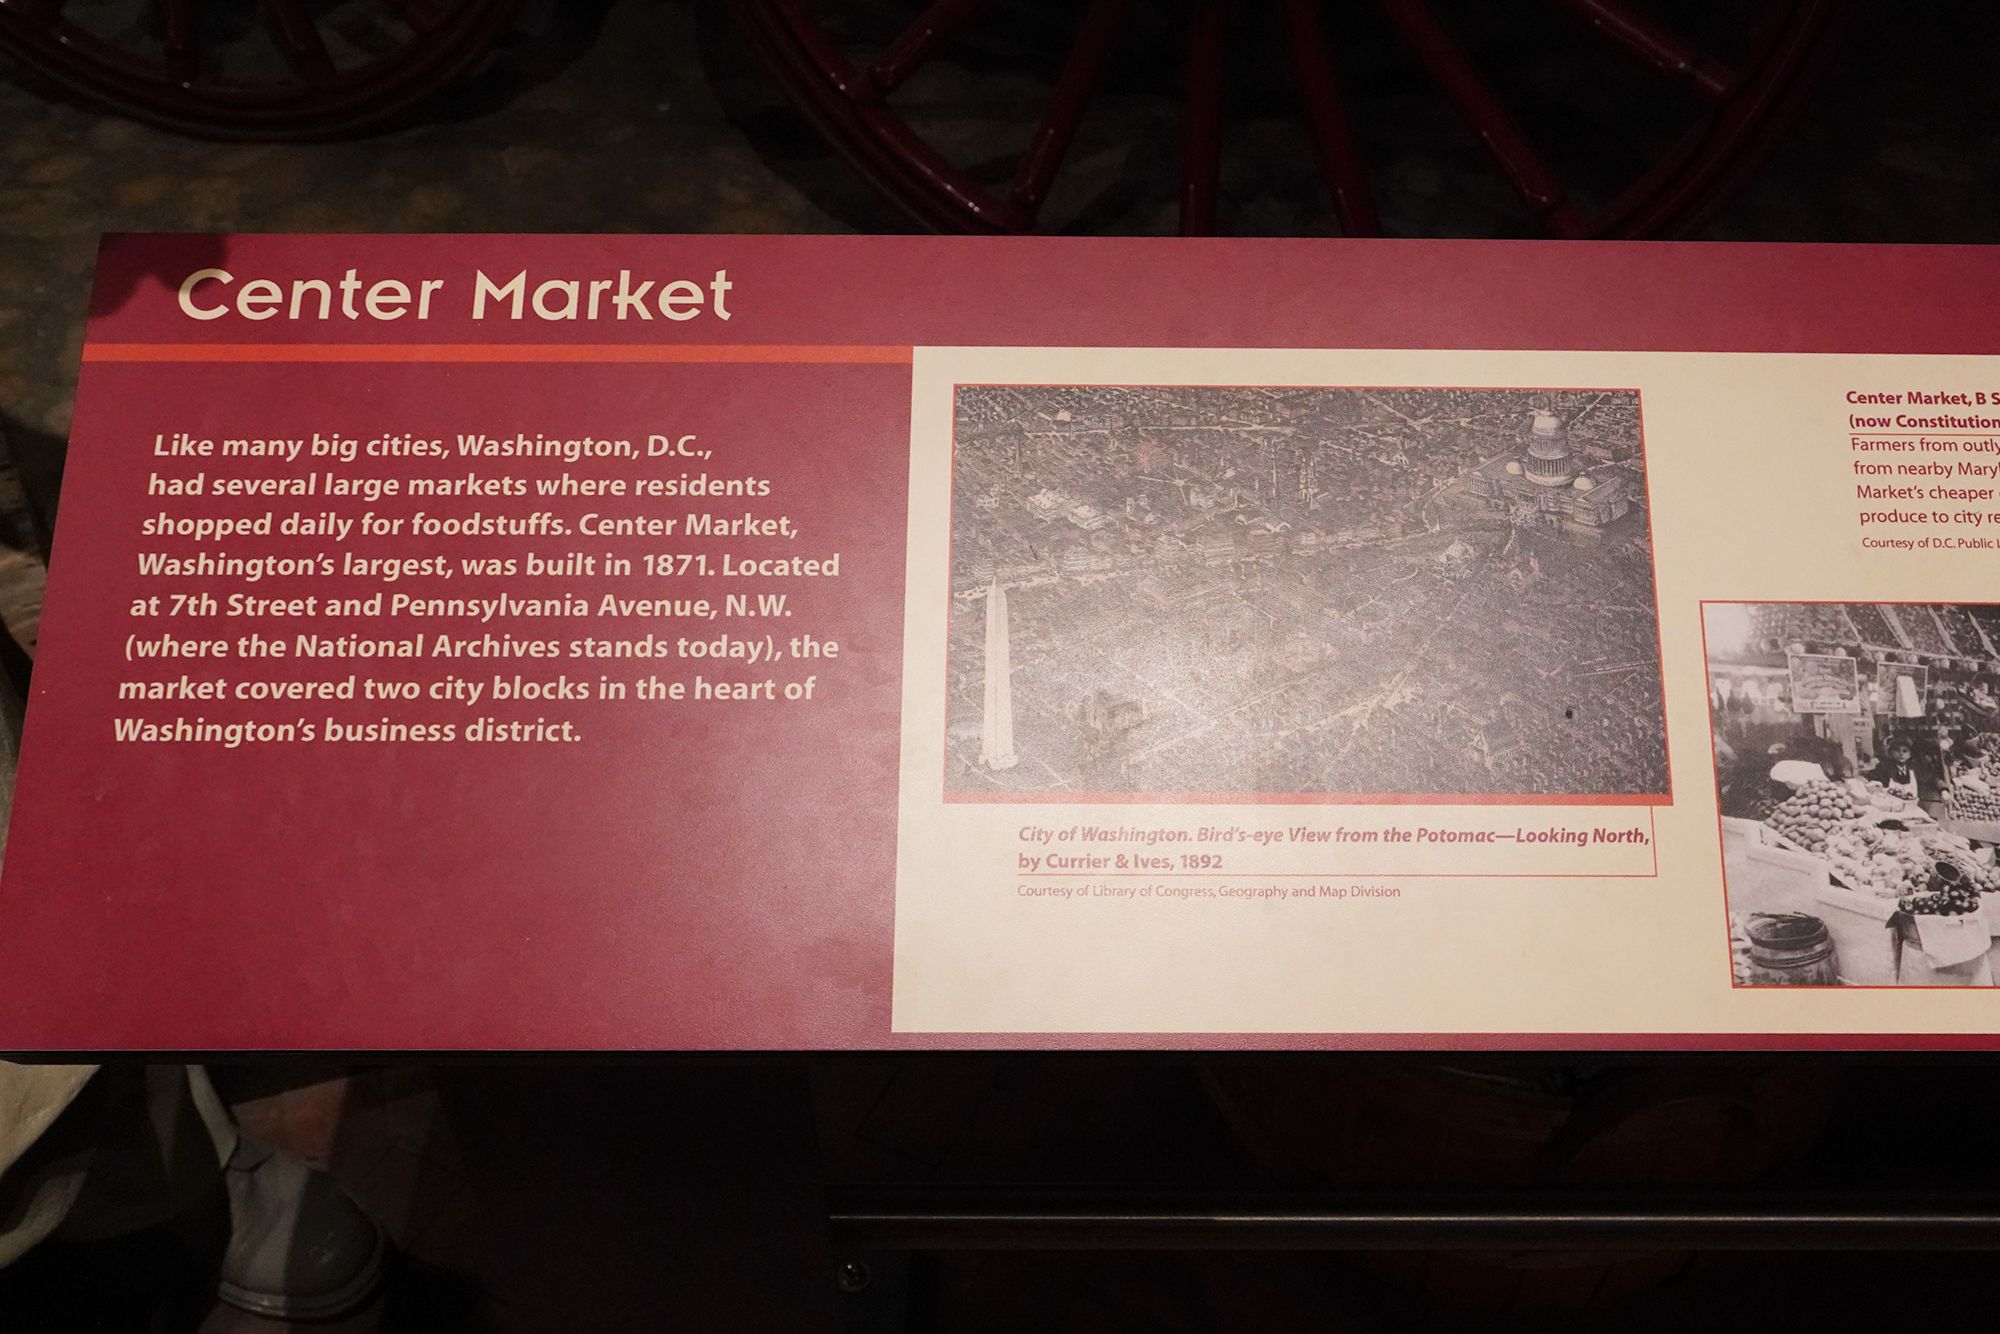 Center Market
Like many big cities, Washington, D.C.,
had several large markets where residents
shopped daily for foodstuffs. Center Market,
Washington's largest, was built in 1871. Located
at 7th Street and Pennsylvania Avenue, N.W.
(where the National Archives stands today), the
market covered two city blocks in the heart of
Washington's business district.
City of Washington. Bird's-eye View from the Potomac—Looking North,
by Currier & Ives, 1892
Courtesy of Library of Congress, Geography and Map Division
Center Market, B
(now Constitution
Farmers from
from nearby
Market's cheaper
produce to city
Courtesy of D.C. Public